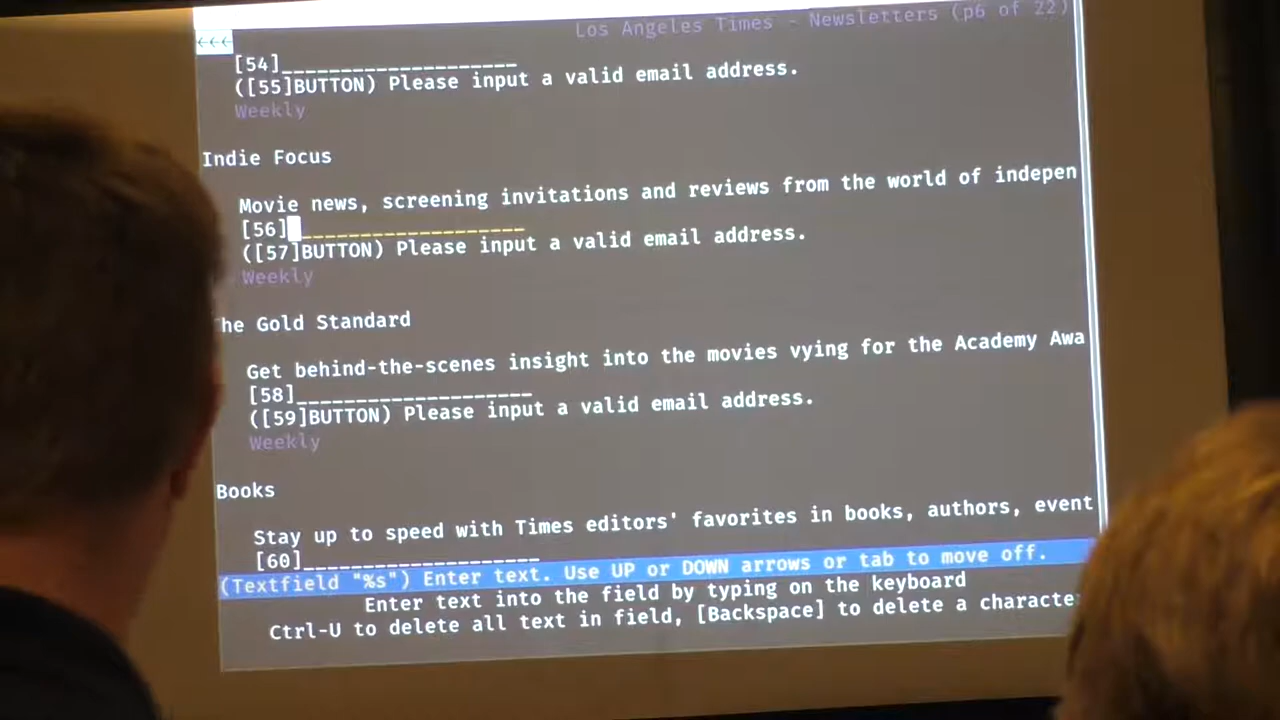 Los Angeles Times - Newsletters (p6 of 22)
←←←
[54]____________________
([55]BUTTON) Please input a valid email address.
Weekly
Indie Focus
Movie news, screening invitations and reviews from the world of indepen
[56]____________________
([57]BUTTON) Please input a valid email address.
Weekly
he Gold Standard
Get behind-the-scenes insight into the movies vying for the Academy Awa
[58]____________________
([59]BUTTON) Please input a valid email address.
Weekly
Books
Stay up to speed with Times editors' favorites in books, authors, event
[60]____________________
(Textfield "%s") Enter text. Use UP or DOWN arrows or tab to move off.
Enter text into the field by typing on the keyboard
Ctrl-U to delete all text in field, [Backspace] to delete a characte